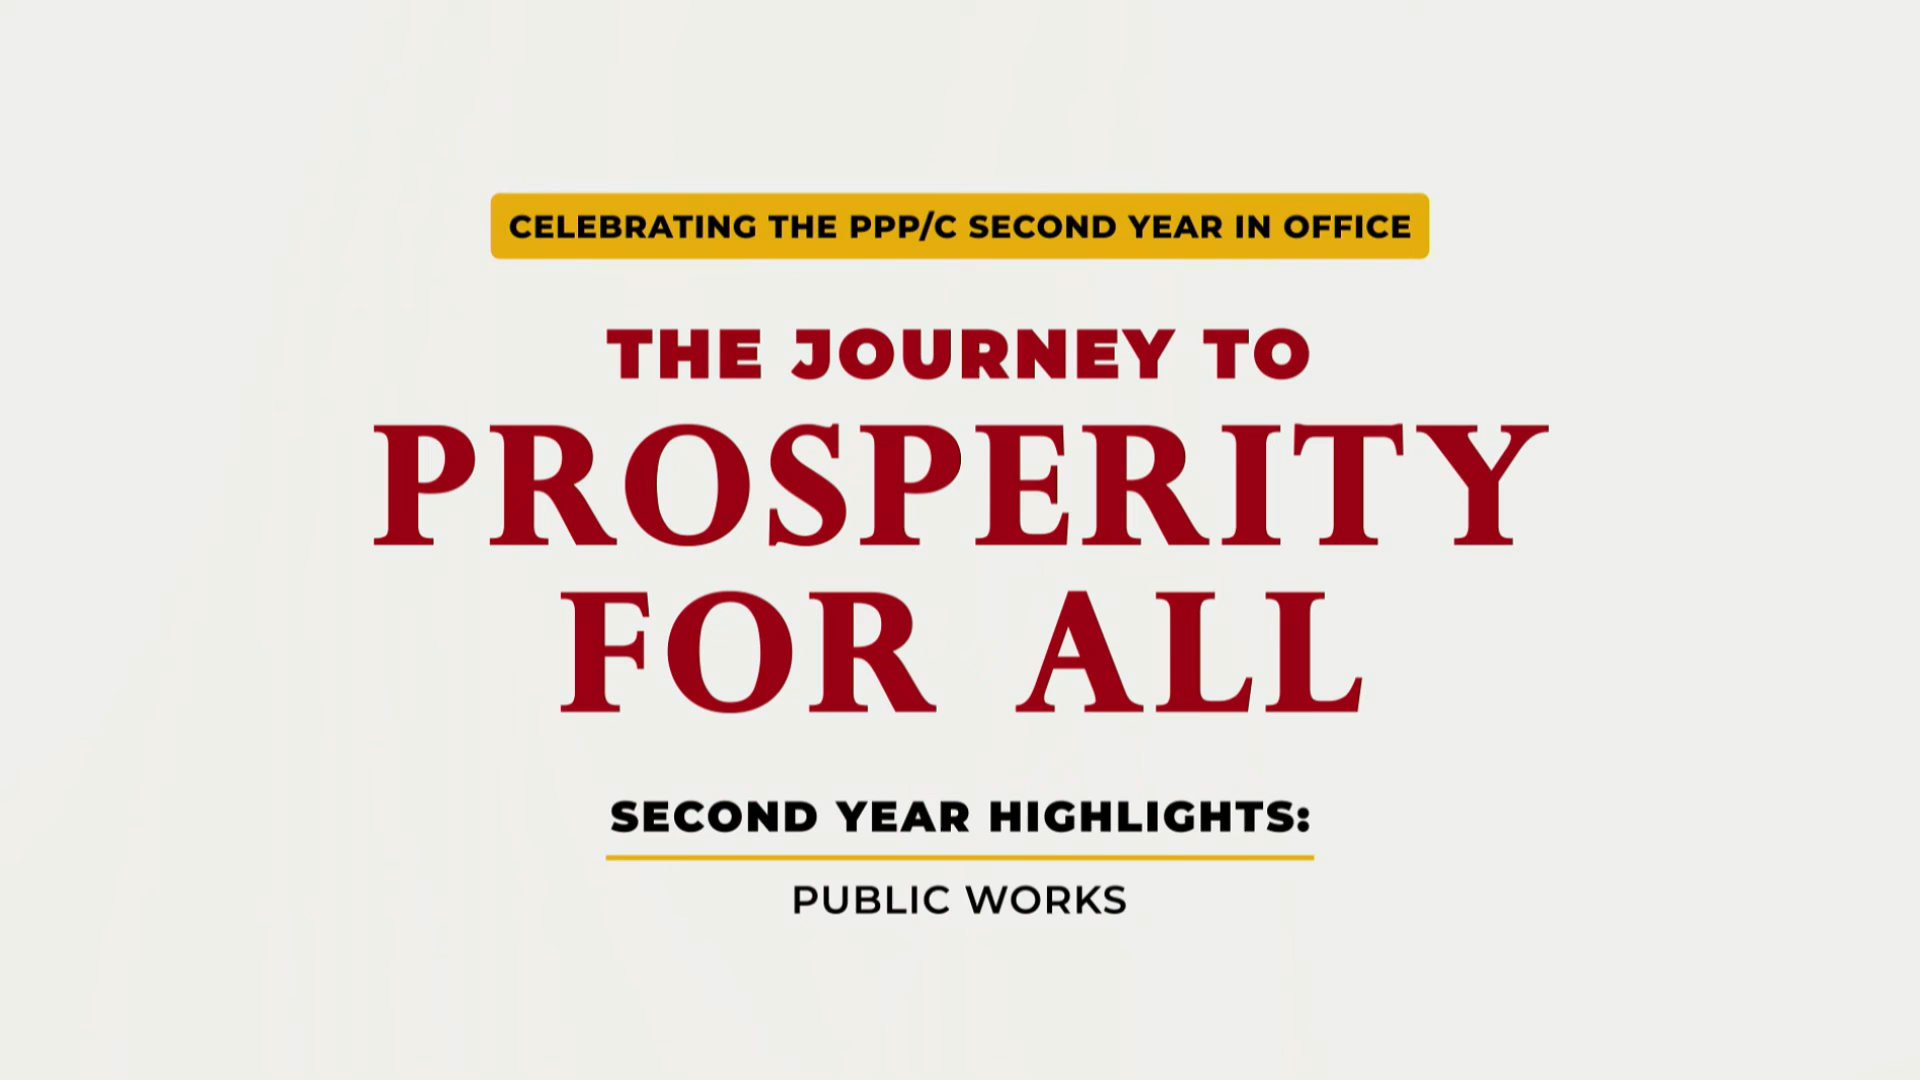 CELEBRATING THE PPP/C SECOND YEAR IN OFFICE
THE JOURNEY TO
PROSPERITY
FOR ALL
SECOND YEAR HIGHLIGHTS:
PUBLIC WORKS